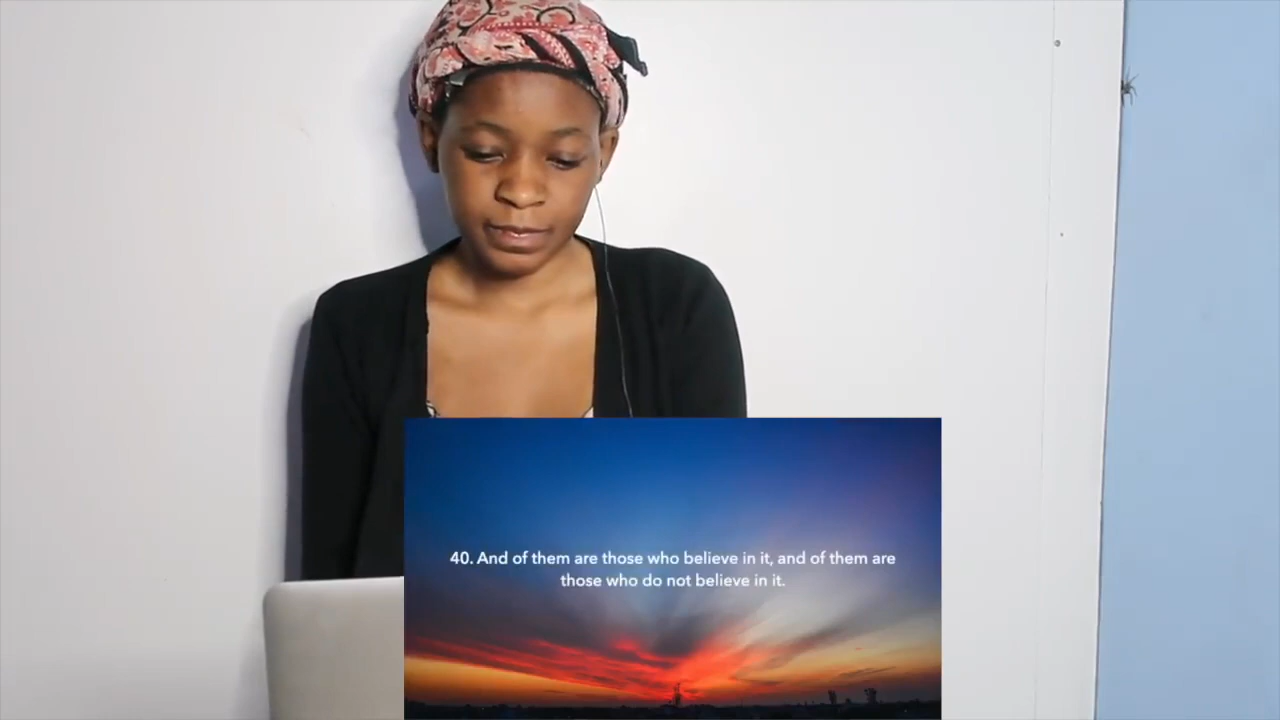 40. And of them are those who believe in it, and of them are
those who do not believe in it.